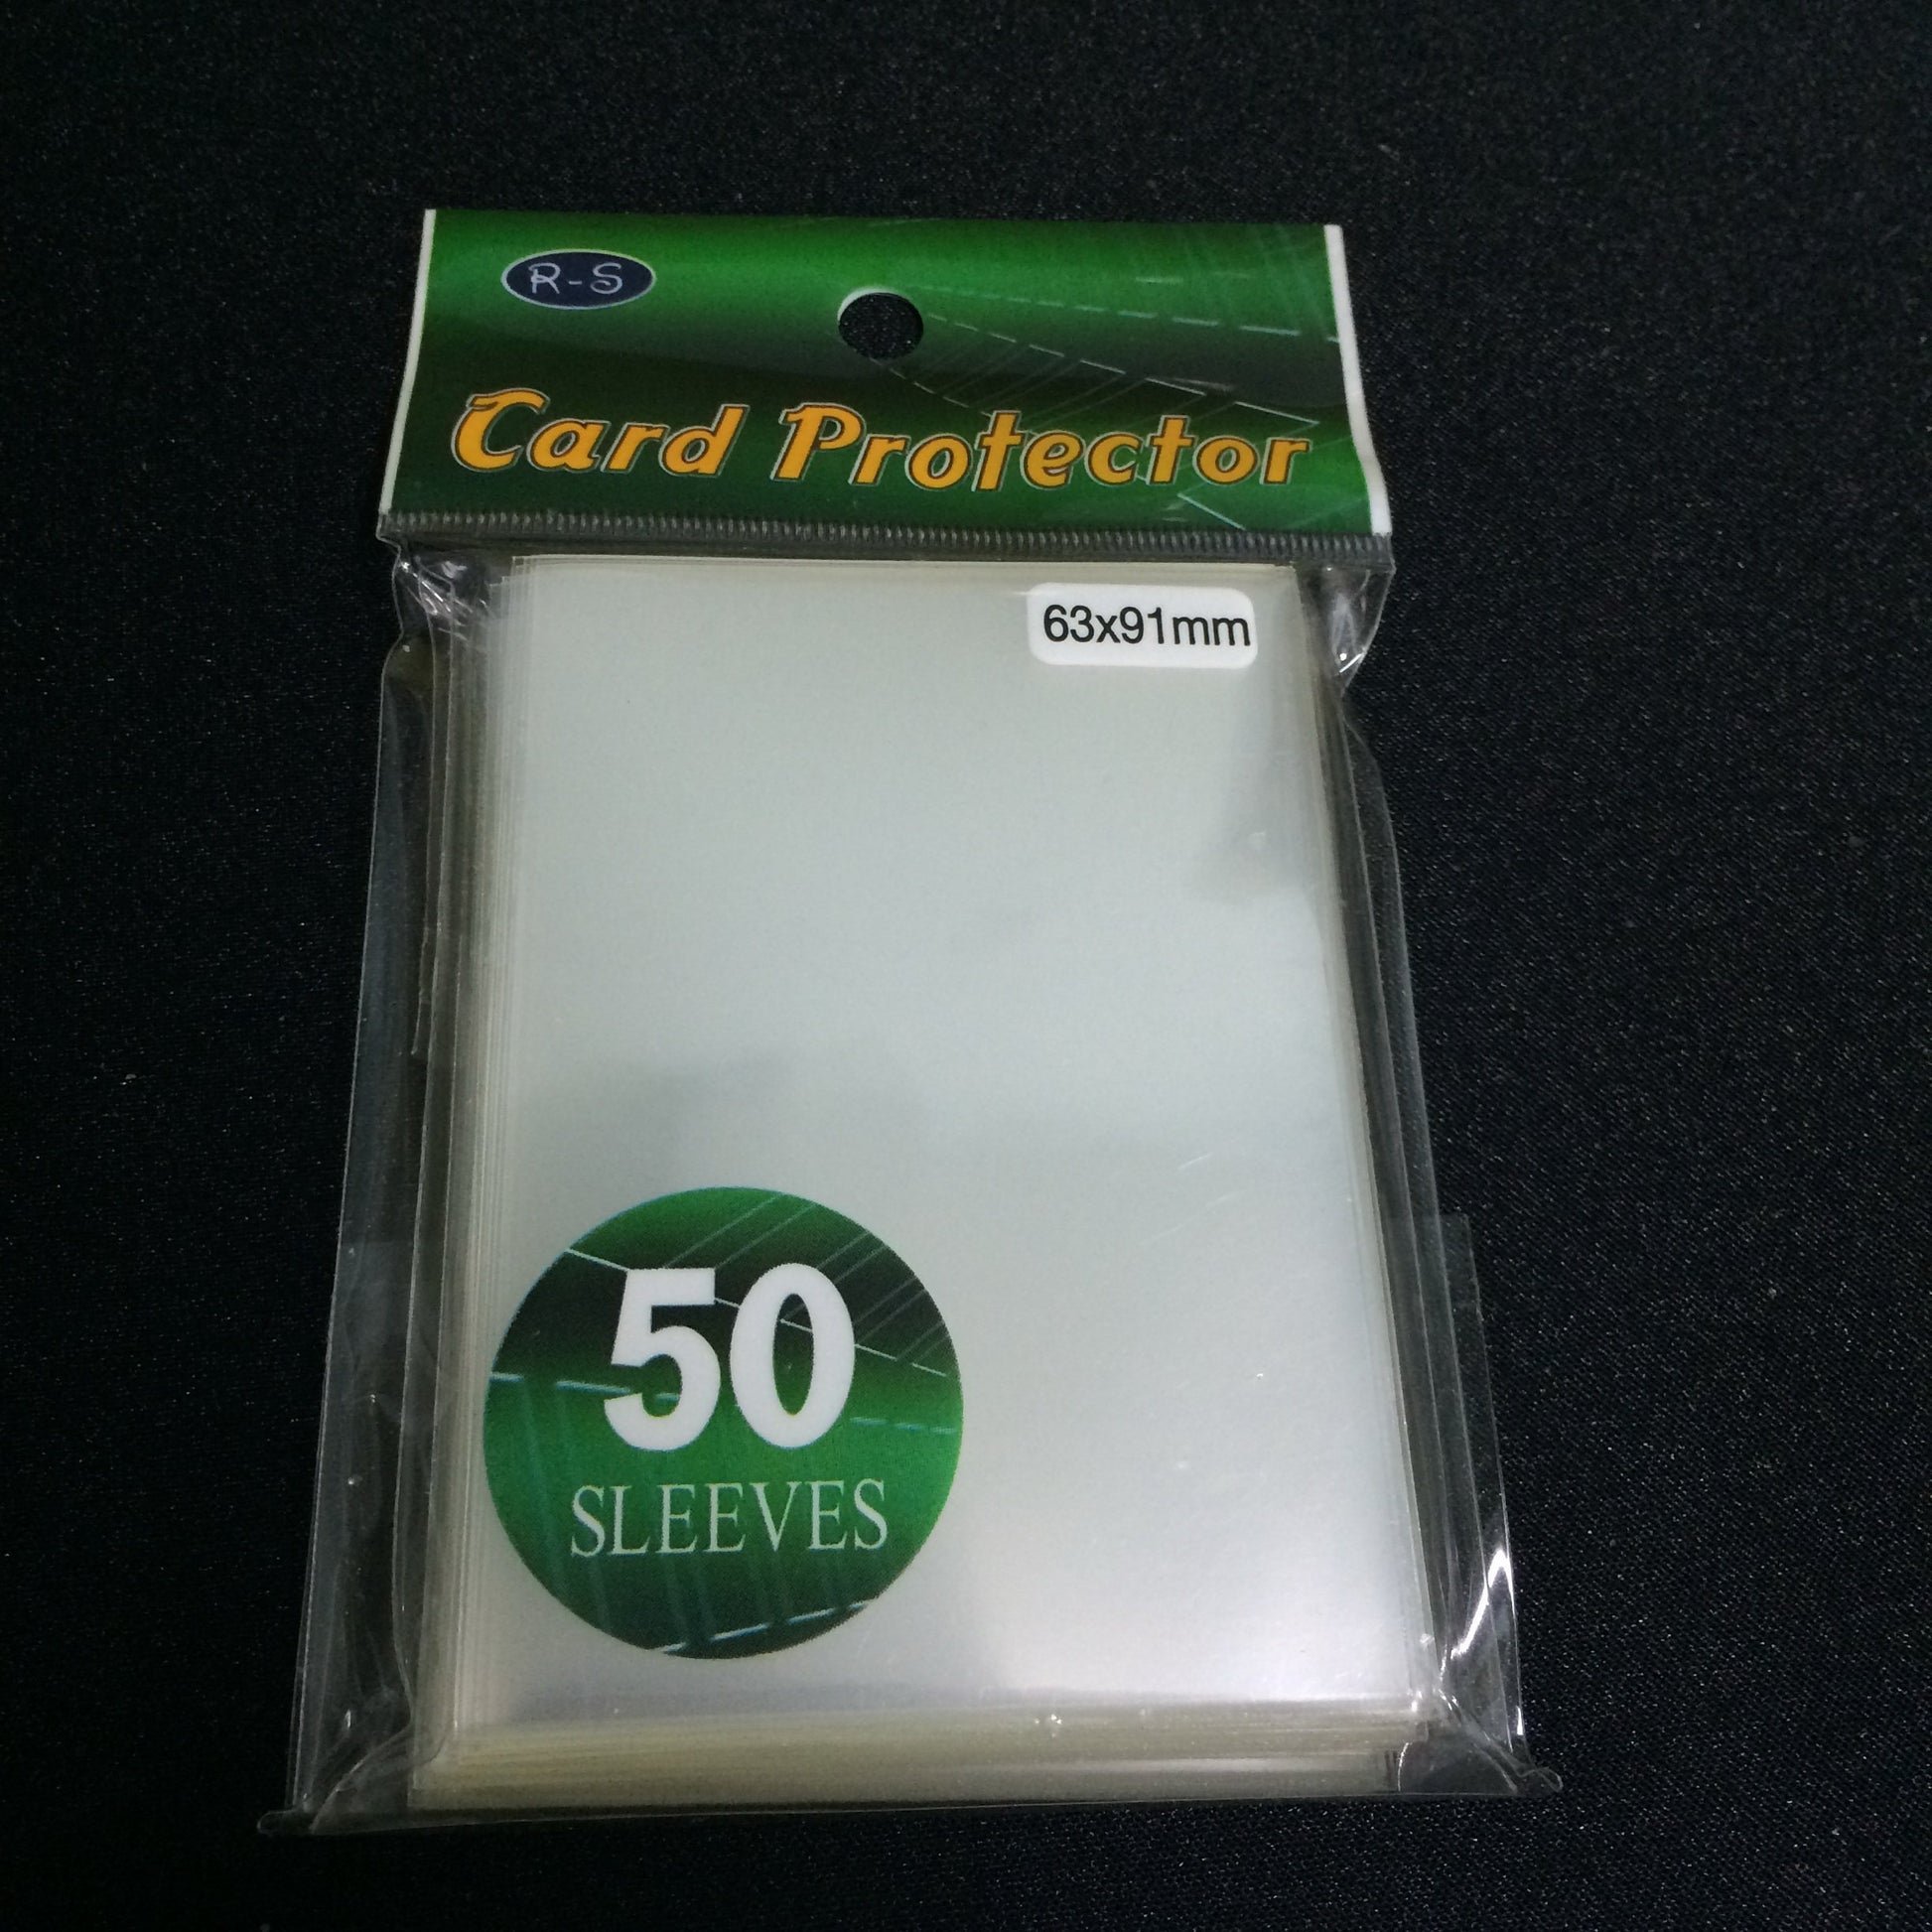 R-S
Card Protector
63x91mm
50
SLEEVES